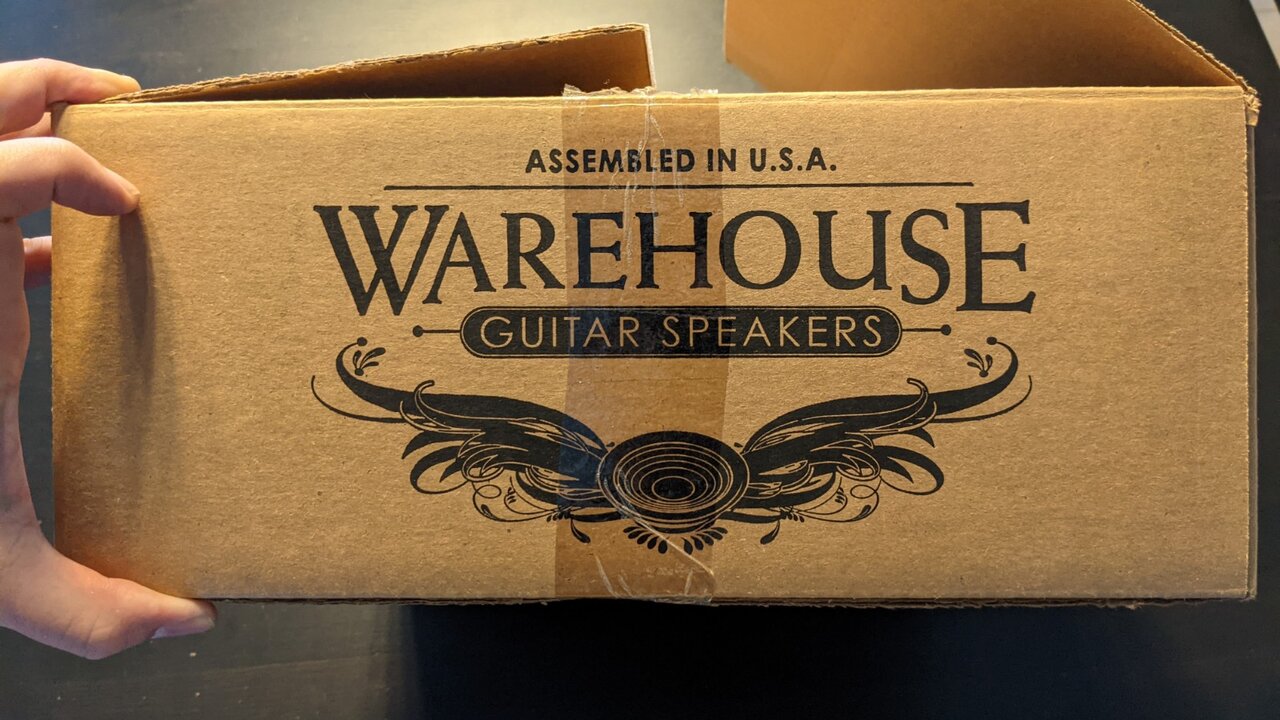 ASSEMBLED IN U.S.A.
WAREHOUSE
GUITAR SPEAKERS